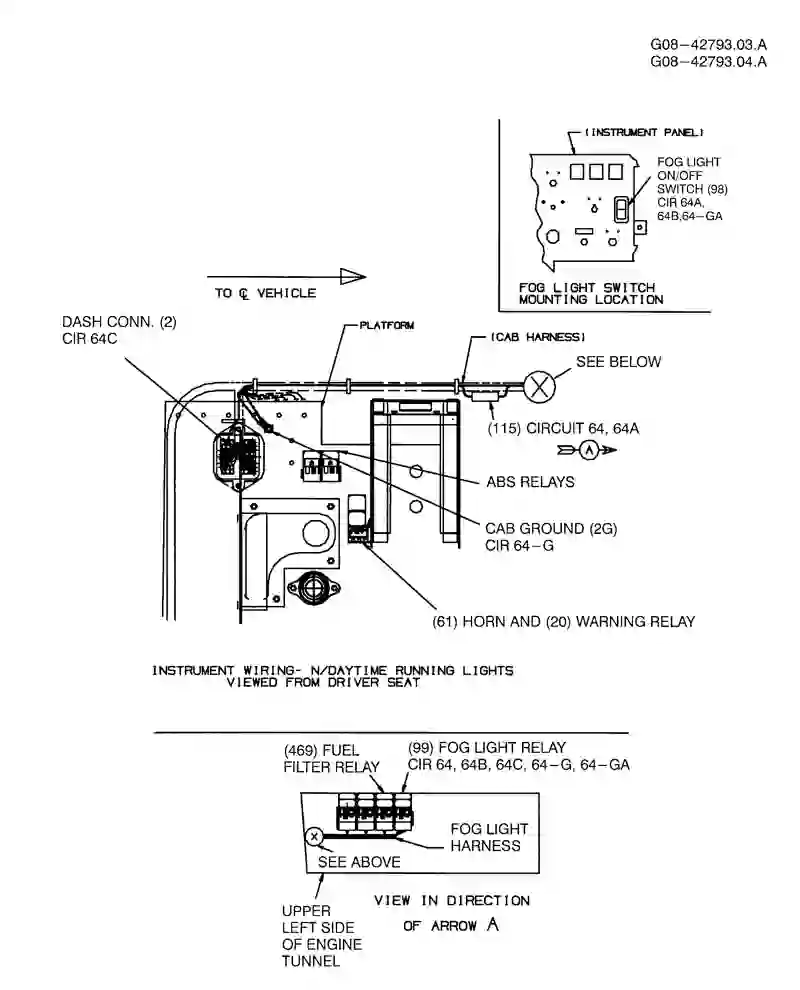 G08-42793.03.A
G08-42793.04.A
(INSTRUMENT PANEL)
FOG LIGHT
ON/OFF
SWITCH (98)
CIR 64A,
64B,64-GA
FOG LIGHT SWITCH
MOUNTING LOCATION
TO ℄ VEHICLE
DASH CONN. (2)
CIR 64C
PLATFORM
(CAB HARNESS)
SEE BELOW
X
(115) CIRCUIT 64, 64A
A
ABS RELAYS
CAB GROUND (2G)
CIR 64-G
(61) HORN AND (20) WARNING RELAY
INSTRUMENT WIRING- N/DAYTIME RUNNING LIGHTS
VIEWED FROM DRIVER SEAT
(469) FUEL
FILTER RELAY
(99) FOG LIGHT RELAY
CIR 64, 64B, 64C, 64-G, 64-GA
FOG LIGHT
HARNESS
X
SEE ABOVE
UPPER
LEFT SIDE
OF ENGINE
TUNNEL
VIEW IN DIRECTION
OF ARROW A